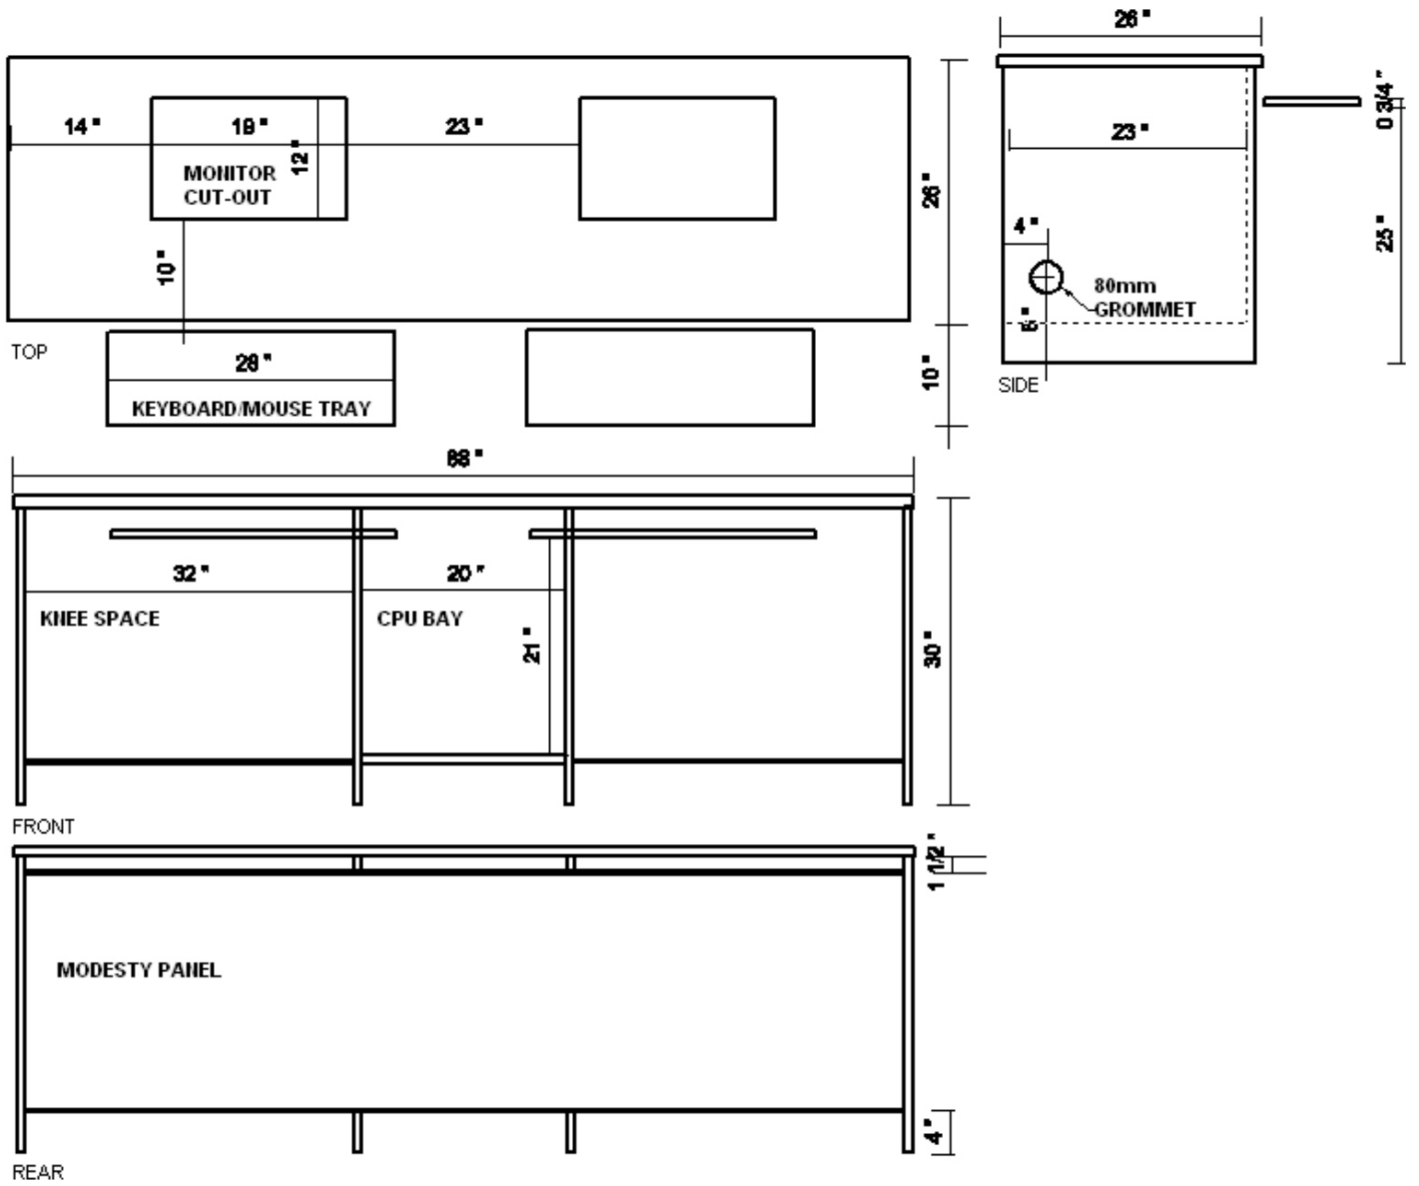 26 "
14 "
19 "
23 "
12 "
MONITOR
CUT-OUT
10 "
26 "
23 "
0 3/4 "
25 "
4 "
80mm
GROMMET
TOP
28 "
KEYBOARD/MOUSE TRAY
10 "
SIDE
88 "
32 "
20 "
KNEE SPACE
CPU BAY
21 "
30 "
FRONT
1 1/2 "
MODESTY PANEL
4 "
REAR